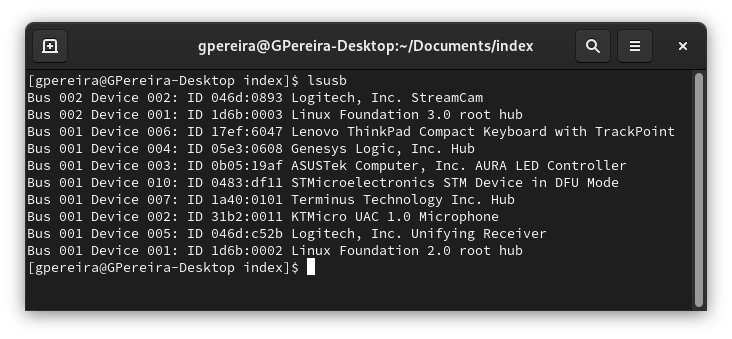 gpereira@GPereira-Desktop:~/Documents/index
[gpereira@GPereira-Desktop index]$ lsusb
Bus 002 Device 002: ID 046d:0893 Logitech, Inc. StreamCam
Bus 002 Device 001: ID 1d6b:0003 Linux Foundation 3.0 root hub
Bus 001 Device 006: ID 17ef:6047 Lenovo ThinkPad Compact Keyboard with TrackPoint
Bus 001 Device 004: ID 05e3:0608 Genesys Logic, Inc. Hub
Bus 001 Device 003: ID 0b05:19af ASUSTek Computer, Inc. AURA LED Controller
Bus 001 Device 010: ID 0483:df11 STMicroelectronics STM Device in DFU Mode
Bus 001 Device 007: ID 1a40:0101 Terminus Technology Inc. Hub
Bus 001 Device 002: ID 31b2:0011 KTMicro UAC 1.0 Microphone
Bus 001 Device 005: ID 046d:c52b Logitech, Inc. Unifying Receiver
Bus 001 Device 001: ID 1d6b:0002 Linux Foundation 2.0 root hub
[gpereira@GPereira-Desktop index]$